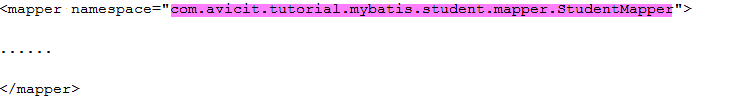 <mapper namespace="com.avicit.tutorial.mybatis.student.mapper.StudentMapper">
......
</mapper>